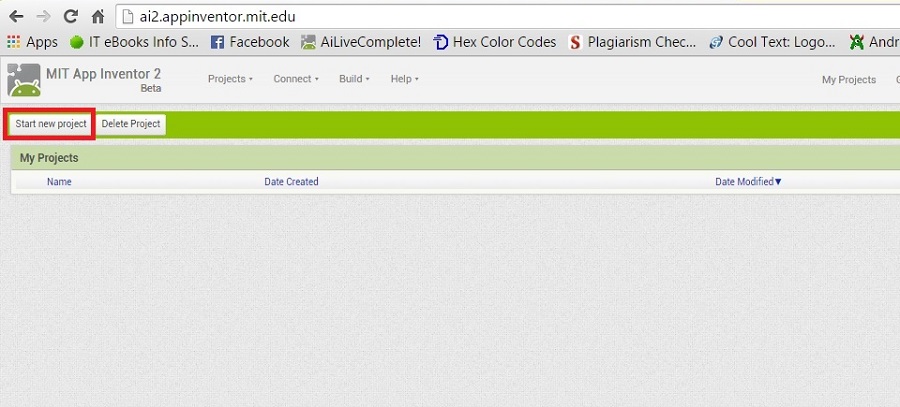 ai2.appinventor.mit.edu
Apps IT eBooks Info S... Facebook AiLiveComplete! Hex Color Codes Plagiarism Chec... Cool Text: Logo... Andr
MIT App Inventor 2
Beta
Projects Connect Build Help My Projects G
Start new project Delete Project
My Projects
Name Date Created Date Modified